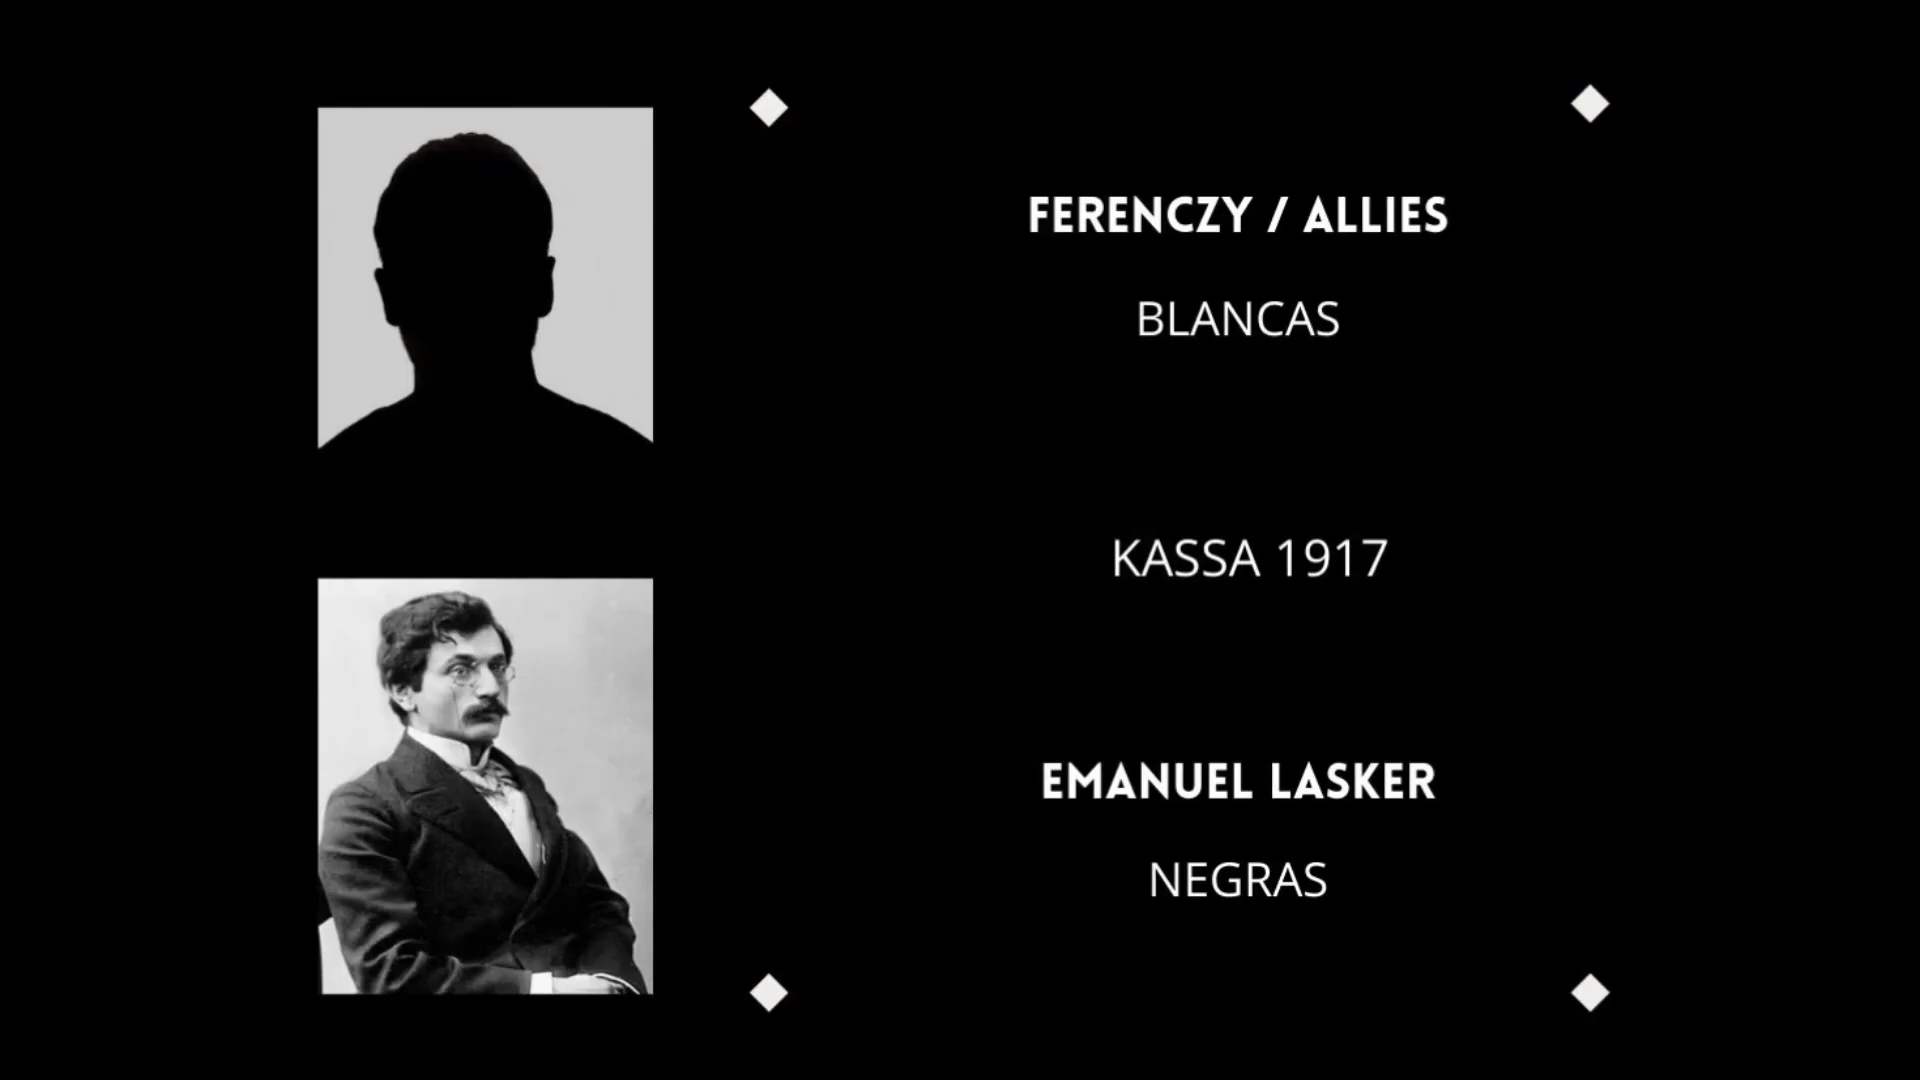 FERENCZY / ALLIES
BLANCAS
KASSA 1917
EMANUEL LASKER
NEGRAS